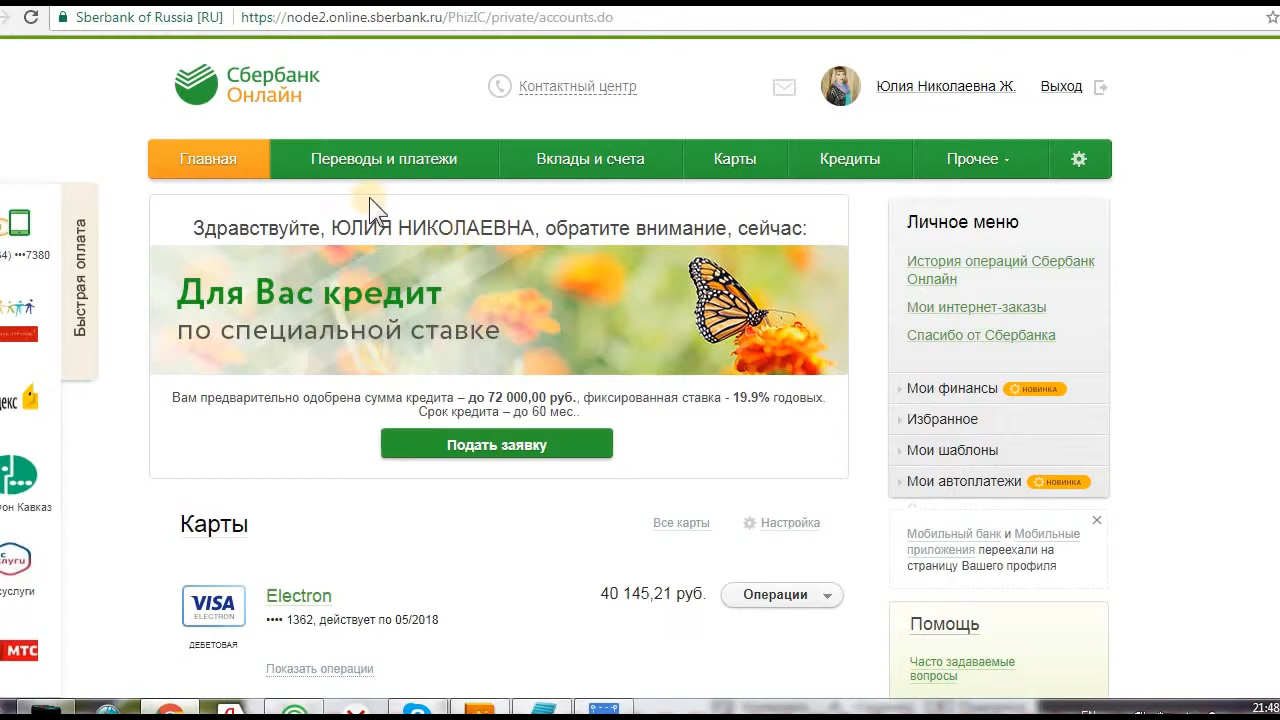 Sberbank of Russia [RU]
https://node2.online.sberbank.ru/PhizIC/private/accounts.do
Сбербанк
Онлайн
Контактный центр
Юлия Николаевна Ж.
Выход
Главная
Переводы и платежи
Вклады и счета
Карты
Кредиты
Прочее
Быстрая оплата
4) •••7380
екс
фон Кавказ
слуги
суслуги
МТС
Здравствуйте, ЮЛИЯ НИКОЛАЕВНА, обратите внимание, сейчас:
Для Вас кредит
по специальной ставке
Вам предварительно одобрена сумма кредита – до 72 000,00 руб., фиксированная ставка - 19.9% годовых.
Срок кредита – до 60 мес..
Подать заявку
Карты
Все карты
Настройка
VISA
ELECTRON
ДЕБЕТОВАЯ
Electron
•••• 1362, действует по 05/2018
40 145,21 руб.
Операции
Показать операции
Личное меню
История операций Сбербанк
Онлайн
Мои интернет-заказы
Спасибо от Сбербанка
Мои финансы
НОВИНКА
Избранное
Мои шаблоны
Мои автоплатежи
НОВИНКА
Мобильный банк и Мобильные
приложения переехали на
страницу Вашего профиля
Помощь
Часто задаваемые
вопросы
21:48